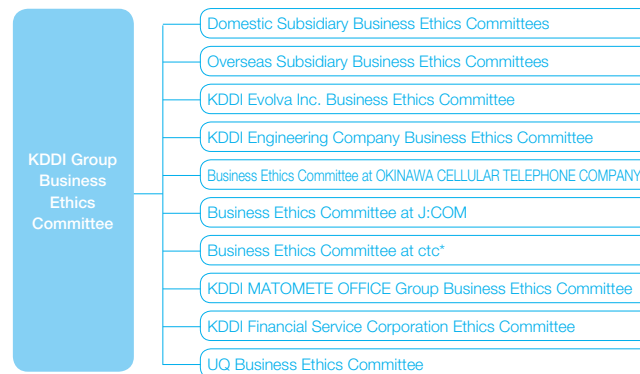 KDDI Group
Business
Ethics
Committee
Domestic Subsidiary Business Ethics Committees
Overseas Subsidiary Business Ethics Committees
KDDI Evolva Inc. Business Ethics Committee
KDDI Engineering Company Business Ethics Committee
Business Ethics Committee at OKINAWA CELLULAR TELEPHONE COMPANY
Business Ethics Committee at J:COM
Business Ethics Committee at ctc*
KDDI MATOMETE OFFICE Group Business Ethics Committee
KDDI Financial Service Corporation Ethics Committee
UQ Business Ethics Committee